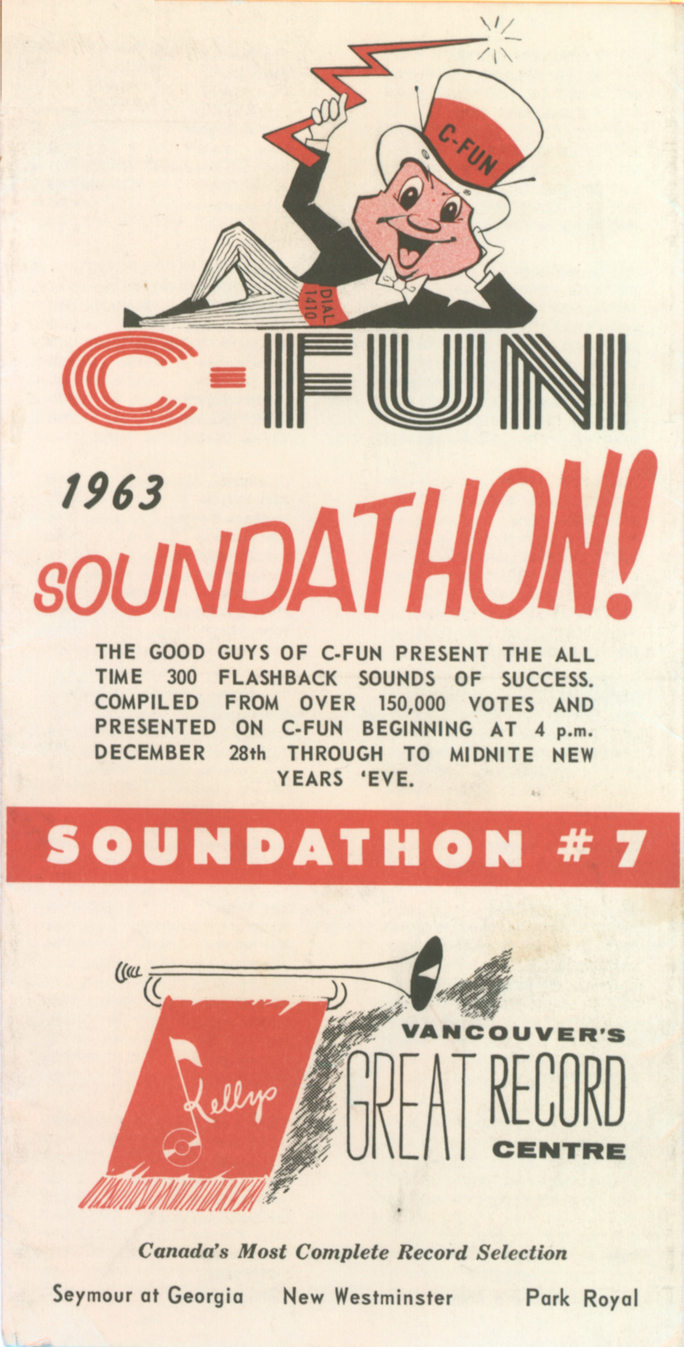 C-FUN
DIAL
1410
C-FUN
1963
SOUNDATHON!
THE GOOD GUYS OF C-FUN PRESENT THE ALL
TIME 300 FLASHBACK SOUNDS OF SUCCESS.
COMPILED FROM OVER 150,000 VOTES AND
PRESENTED ON C-FUN BEGINNING AT 4 p.m.
DECEMBER 28th THROUGH TO MIDNITE NEW
YEARS 'EVE.
SOUNDATHON # 7
Kellys
VANCOUVER'S
GREAT RECORD
CENTRE
Canada's Most Complete Record Selection
Seymour at Georgia New Westminster Park Royal